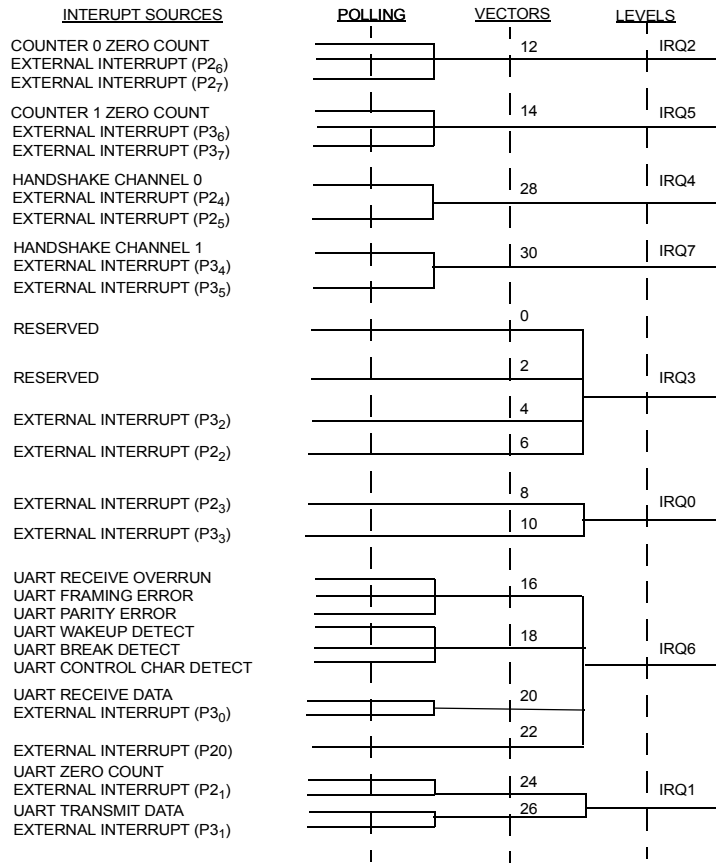 INTERUPT SOURCES POLLING VECTORS LEVELS
COUNTER 0 ZERO COUNT 12 IRQ2
EXTERNAL INTERRUPT (P2₆)
EXTERNAL INTERRUPT (P2₇)
COUNTER 1 ZERO COUNT 14 IRQ5
EXTERNAL INTERRUPT (P3₆)
EXTERNAL INTERRUPT (P3₇)
HANDSHAKE CHANNEL 0 28 IRQ4
EXTERNAL INTERRUPT (P2₄)
EXTERNAL INTERRUPT (P2₅)
HANDSHAKE CHANNEL 1 30 IRQ7
EXTERNAL INTERRUPT (P3₄)
EXTERNAL INTERRUPT (P3₅)
RESERVED 0
RESERVED 2 IRQ3
EXTERNAL INTERRUPT (P3₂) 4
EXTERNAL INTERRUPT (P2₂) 6
EXTERNAL INTERRUPT (P2₃) 8 IRQ0
EXTERNAL INTERRUPT (P3₃) 10
UART RECEIVE OVERRUN 16
UART FRAMING ERROR
UART PARITY ERROR
UART WAKEUP DETECT 18
UART BREAK DETECT IRQ6
UART CONTROL CHAR DETECT
UART RECEIVE DATA 20
EXTERNAL INTERRUPT (P3₀)
EXTERNAL INTERRUPT (P20) 22
UART ZERO COUNT 24 IRQ1
EXTERNAL INTERRUPT (P2₁)
UART TRANSMIT DATA 26
EXTERNAL INTERRUPT (P3₁)